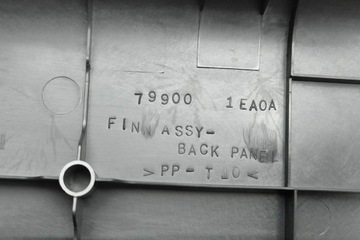 79900 1EA0A
FIN ASSY-
BACK PANEL
>PP-T10<